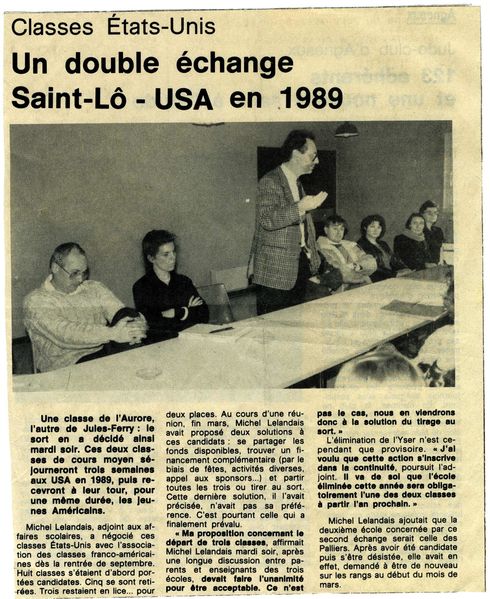 Classes États-Unis
Un double échange
Saint-Lô - USA en 1989
Une classe de l'Aurore,
l'autre de Jules-Ferry : le
sort en a décidé ainsi
mardi soir. Ces deux clas-
ses de cours moyen sé-
journeront trois semaines
aux USA en 1989, puis re-
cevront à leur tour, pour
une même durée, les jeu-
nes Américains.
Michel Lelandais, adjoint aux af-
faires scolaires, a négocié ces
classes États-Unis avec l'associa-
tion des classes franco-américai-
nes dès la rentrée de septembre.
Huit classes s'étaient d'abord por-
tées candidates. Cinq se sont reti-
rées. Trois restaient en lice... pour
deux places. Au cours d'une réu-
nion, fin mars, Michel Lelandais
avait proposé deux solutions à
ces candidats : se partager les
fonds disponibles, trouver un fi-
nancement complémentaire (par le
biais de fêtes, activités diverses,
appel aux sponsors...) et partir
toutes les trois ou tirer au sort.
Cette dernière solution, il l'avait
précisée, n'avait pas sa préfé-
rence. C'est pourtant celle qui a
finalement prévalu.
« Ma proposition concernant le
départ de trois classes, affirmait
Michel Lelandais mardi soir, après
une longue discussion entre pa-
rents et enseignants des trois
écoles, devait faire l'unanimité
pour être acceptable. Ce n'est
pas le cas, nous en viendrons
donc à la solution du tirage au
sort. »
L'élimination de l'Yser n'est ce-
pendant que provisoire. « J'ai
voulu que cette action s'inscrive
dans la continuité, poursuit l'ad-
joint. Il va de soi que l'école
éliminée cette année sera obliga-
toirement l'une des deux classes à
partir l'an prochain. »
Michel Lelandais ajoutait que la
deuxième école concernée par ce
second échange serait celle des
Palliers. Après avoir été candidate
puis s'être désistée, elle avait en
effet, demandé à être de nouveau
sur les rangs au début du mois de
mars.